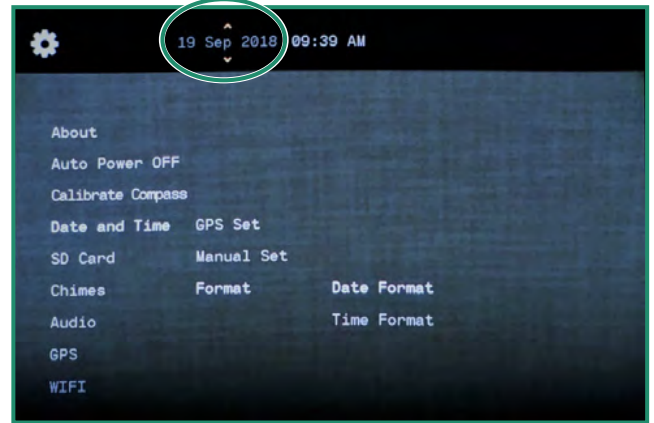 19 Sep 2018 09:39 AM
About
Auto Power OFF
Calibrate Compass
Date and Time GPS Set
SD Card Manual Set
Chimes Format Date Format
Audio Time Format
GPS
WIFI